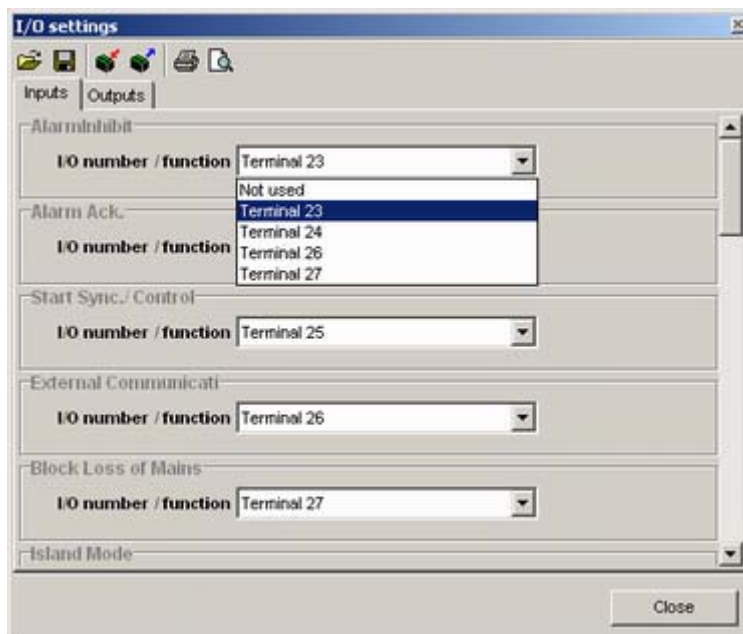 I/O settings
Inputs
Outputs
AlarmInhibit
I/O number / function Terminal 23
Not used
Terminal 23
Terminal 24
Terminal 26
Terminal 27
Alarm Ack.
I/O number / function
Start Sync./ Control
I/O number / function Terminal 25
External Communicati
I/O number / function Terminal 26
Block Loss of Mains
I/O number / function Terminal 27
Island Mode
Close